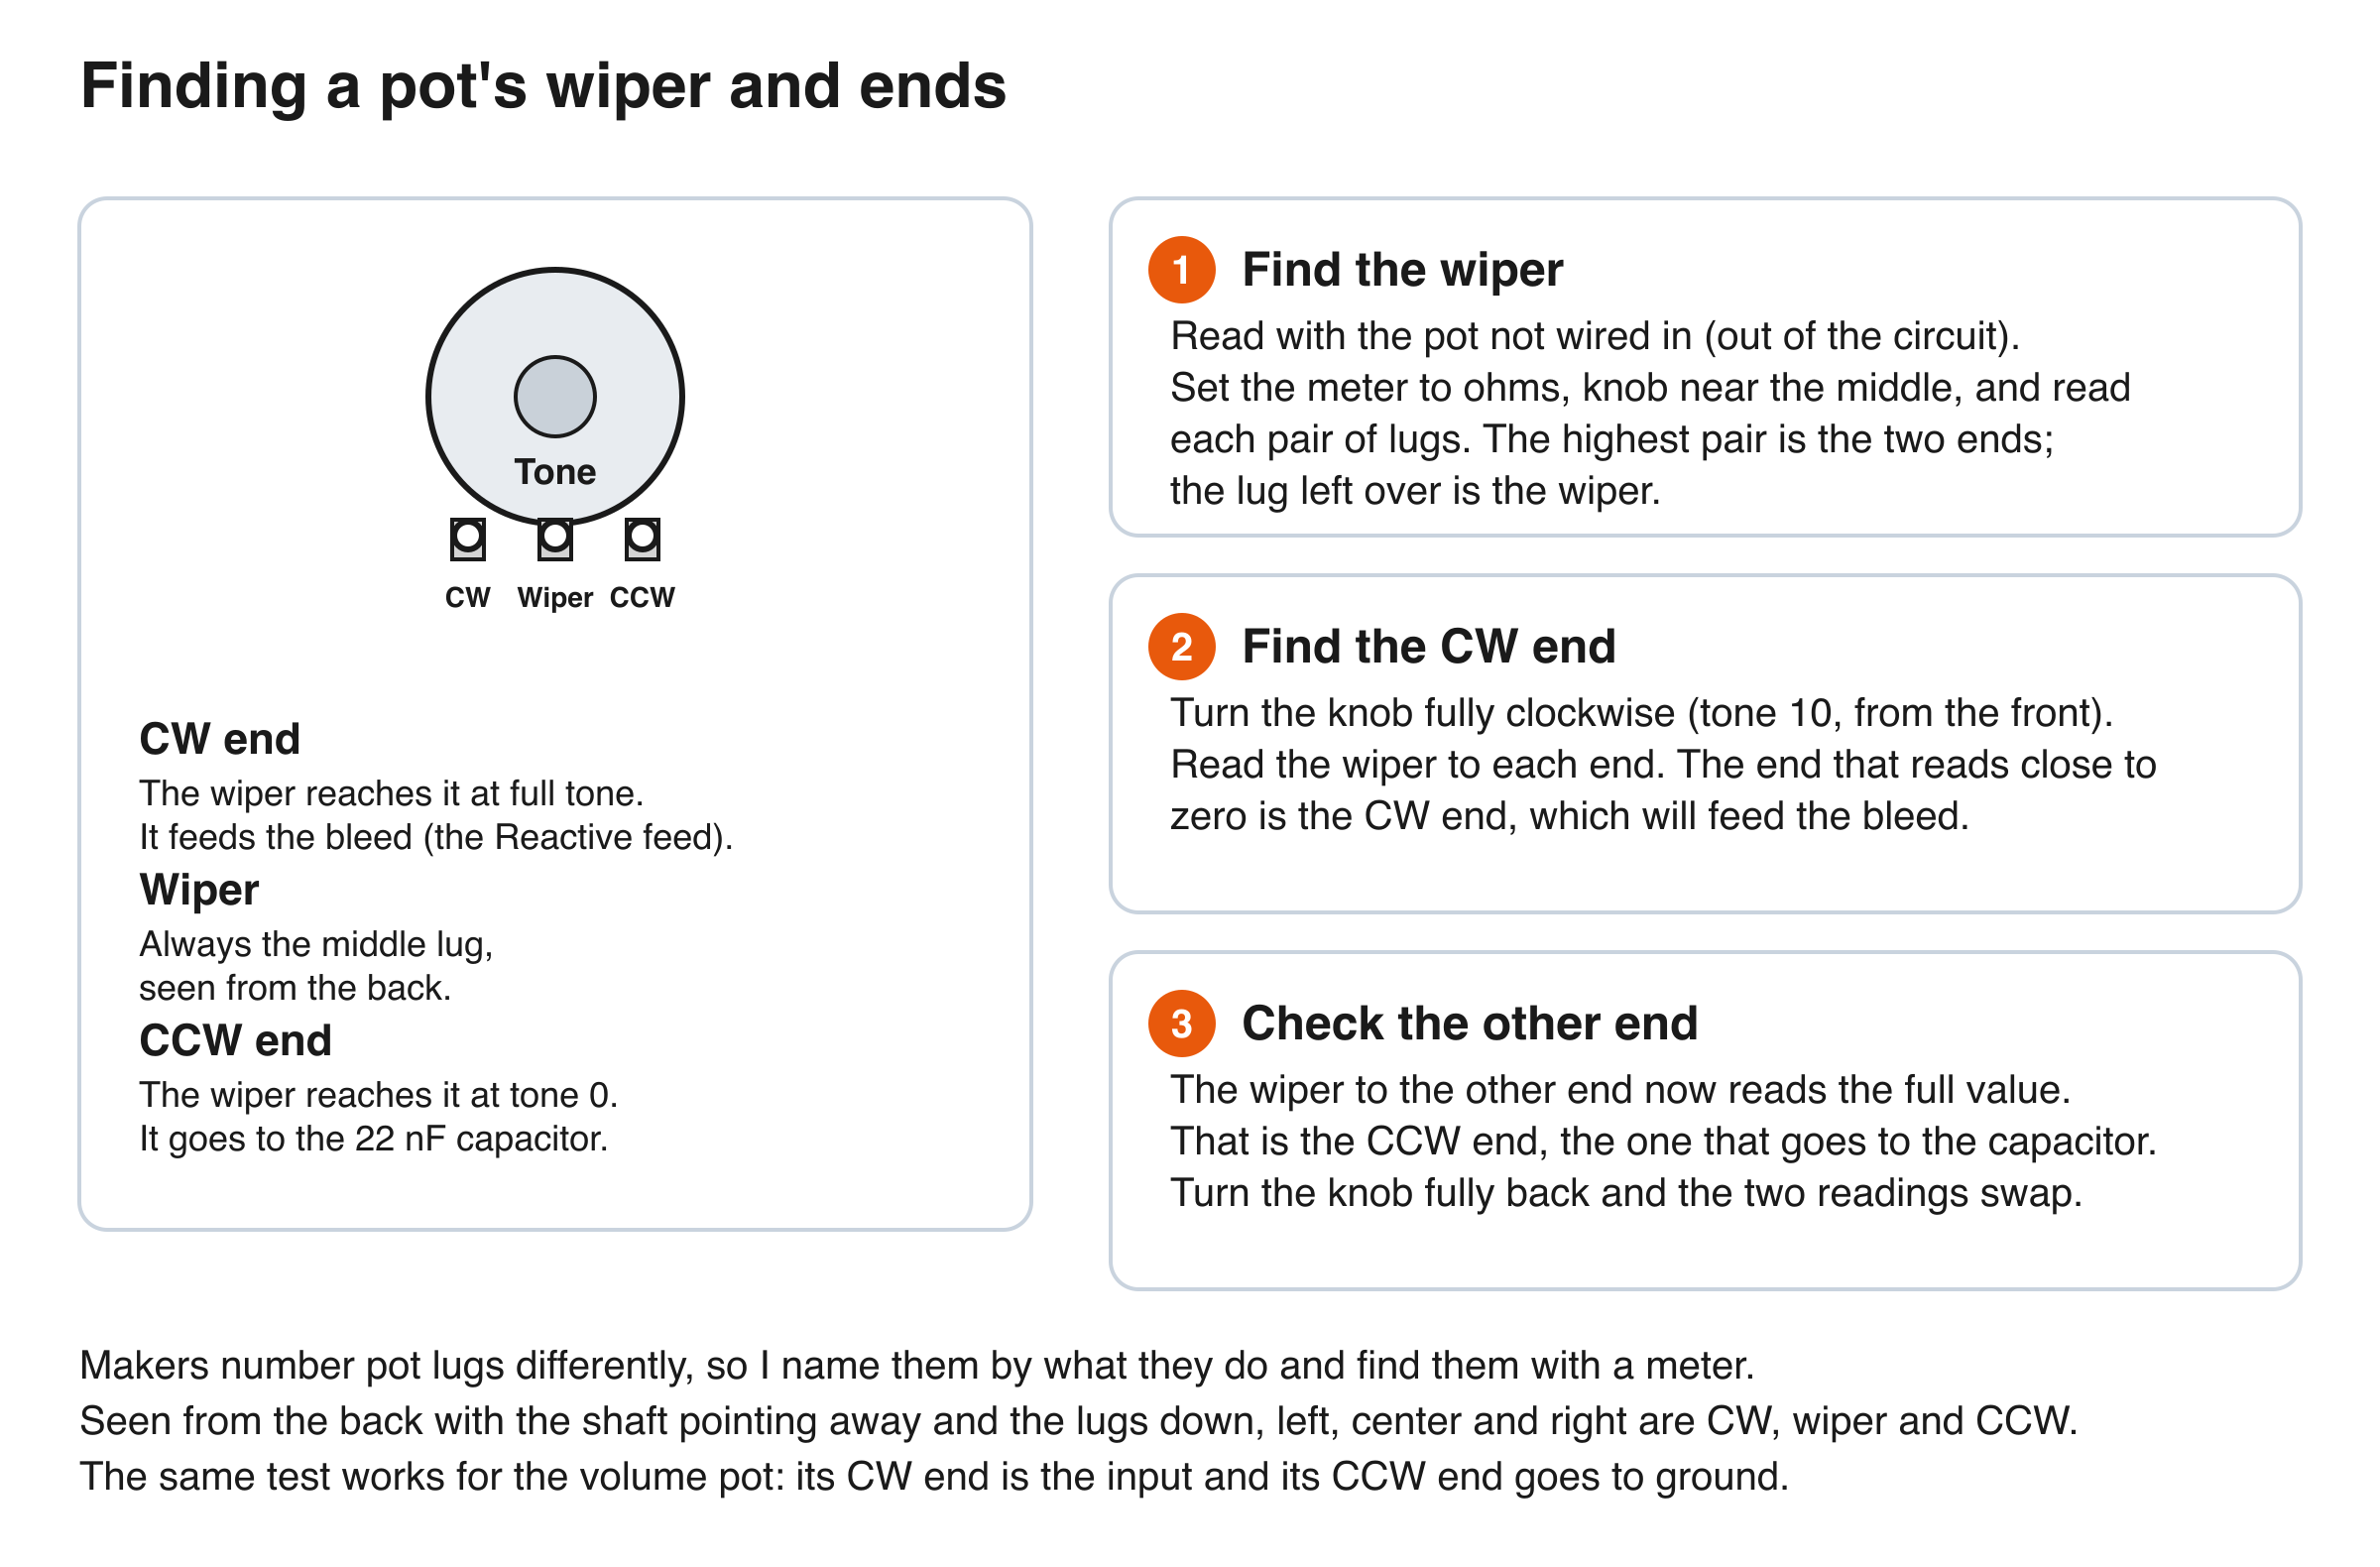 Finding a pot's wiper and ends
Tone
CW Wiper CCW
CW end
The wiper reaches it at full tone.
It feeds the bleed (the Reactive feed).
Wiper
Always the middle lug,
seen from the back.
CCW end
The wiper reaches it at tone 0.
It goes to the 22 nF capacitor.
1 Find the wiper
Read with the pot not wired in (out of the circuit).
Set the meter to ohms, knob near the middle, and read
each pair of lugs. The highest pair is the two ends;
the lug left over is the wiper.
2 Find the CW end
Turn the knob fully clockwise (tone 10, from the front).
Read the wiper to each end. The end that reads close to
zero is the CW end, which will feed the bleed.
3 Check the other end
The wiper to the other end now reads the full value.
That is the CCW end, the one that goes to the capacitor.
Turn the knob fully back and the two readings swap.
Makers number pot lugs differently, so I name them by what they do and find them with a meter.
Seen from the back with the shaft pointing away and the lugs down, left, center and right are CW, wiper and CCW.
The same test works for the volume pot: its CW end is the input and its CCW end goes to ground.